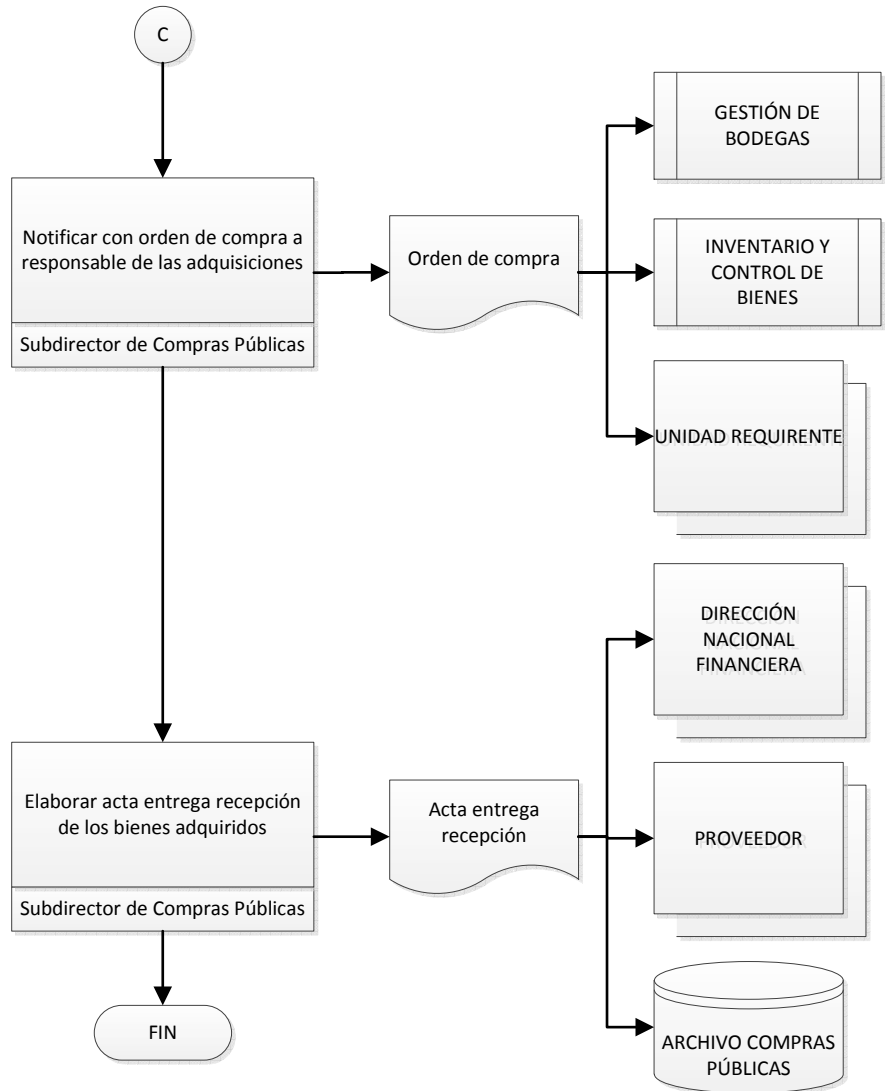 C
Notificar con orden de compra a
responsable de las adquisiciones
Subdirector de Compras Públicas
Orden de compra
GESTIÓN DE
BODEGAS
INVENTARIO Y
CONTROL DE
BIENES
UNIDAD REQUIRENTE
Elaborar acta entrega recepción
de los bienes adquiridos
Subdirector de Compras Públicas
Acta entrega
recepción
DIRECCIÓN
NACIONAL
FINANCIERA
PROVEEDOR
ARCHIVO COMPRAS
PÚBLICAS
FIN